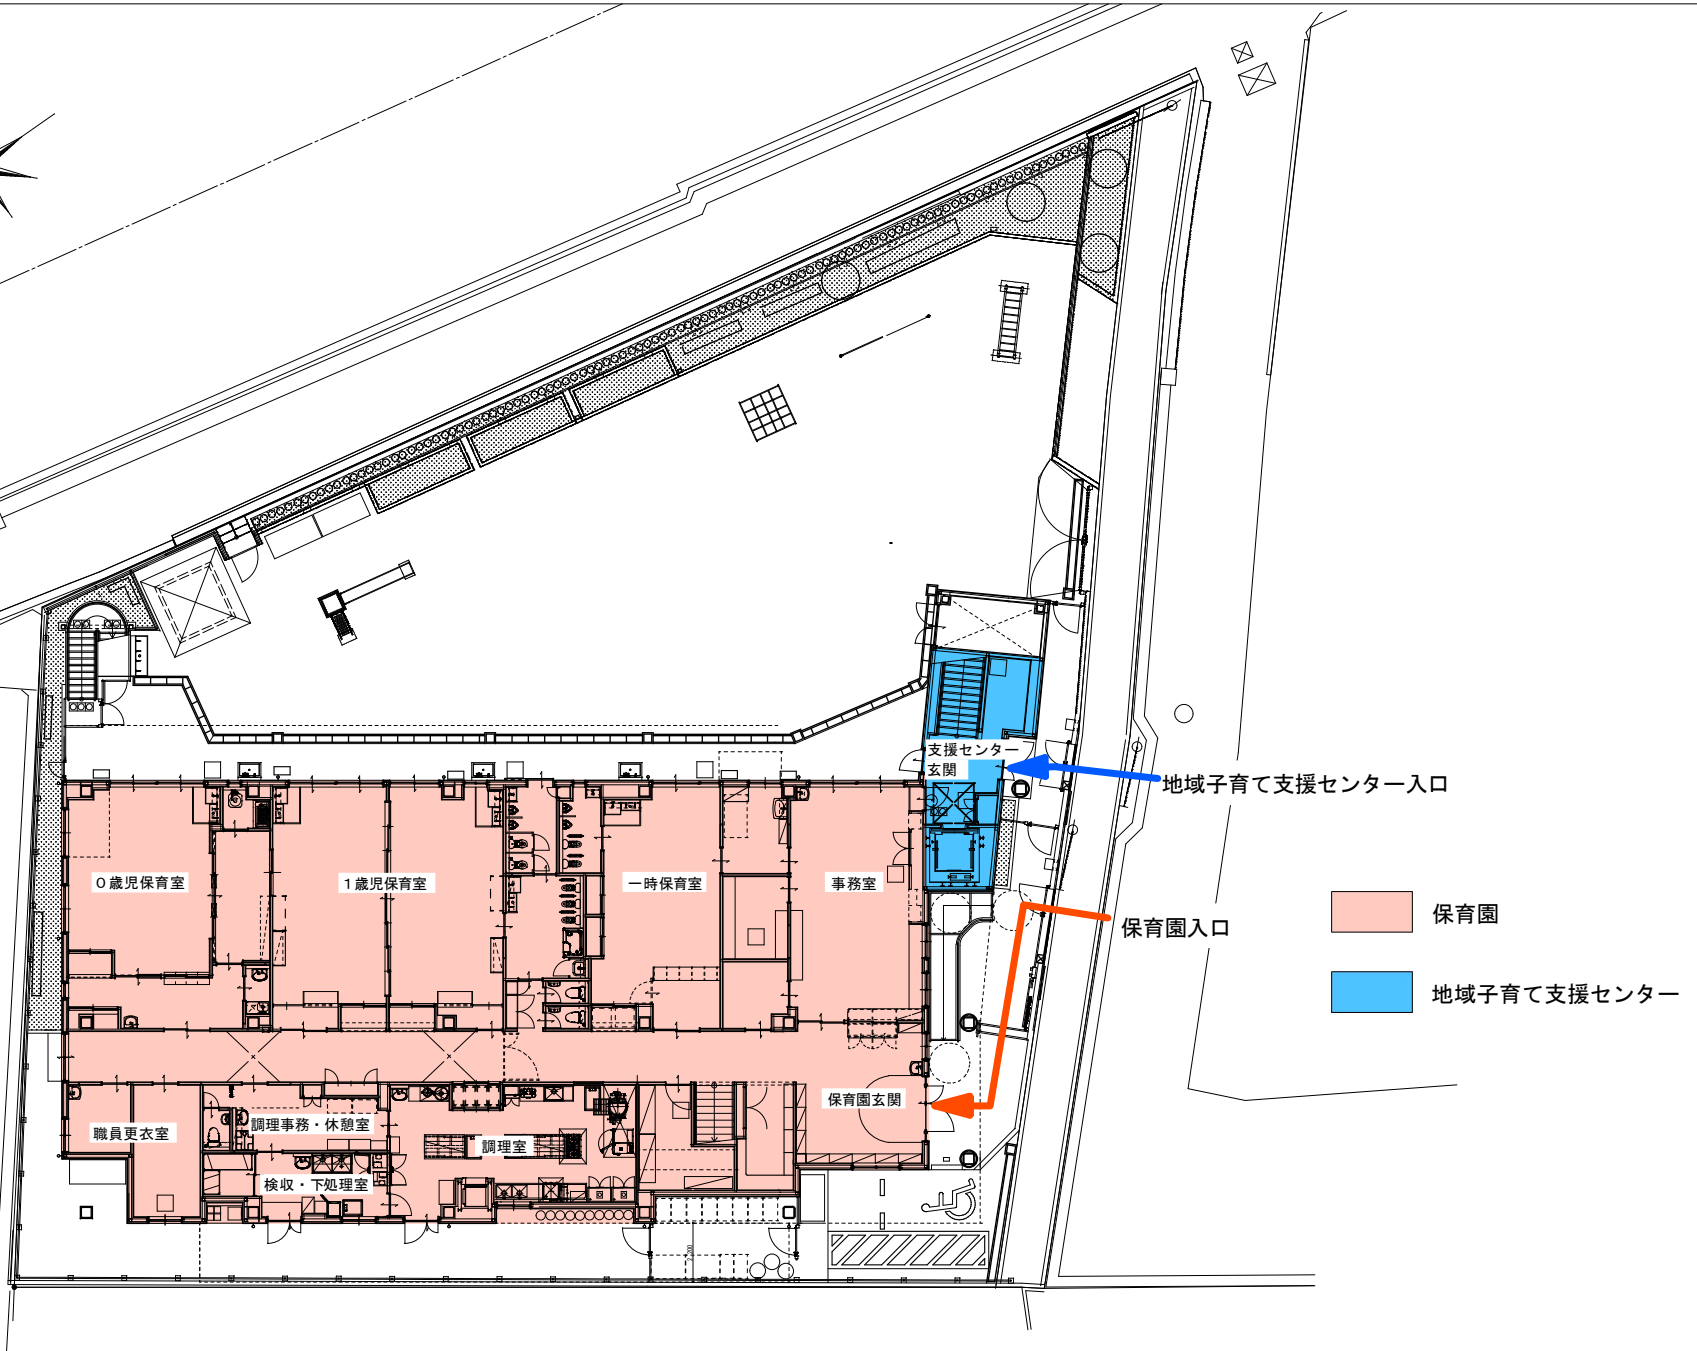 支援センター
玄関
地域子育て支援センター入口
0歳児保育室
1歳児保育室
一時保育室
事務室
保育園入口
保育園
地域子育て支援センター
保育園玄関
職員更衣室
調理事務・休憩室
調理室
検収・下処理室